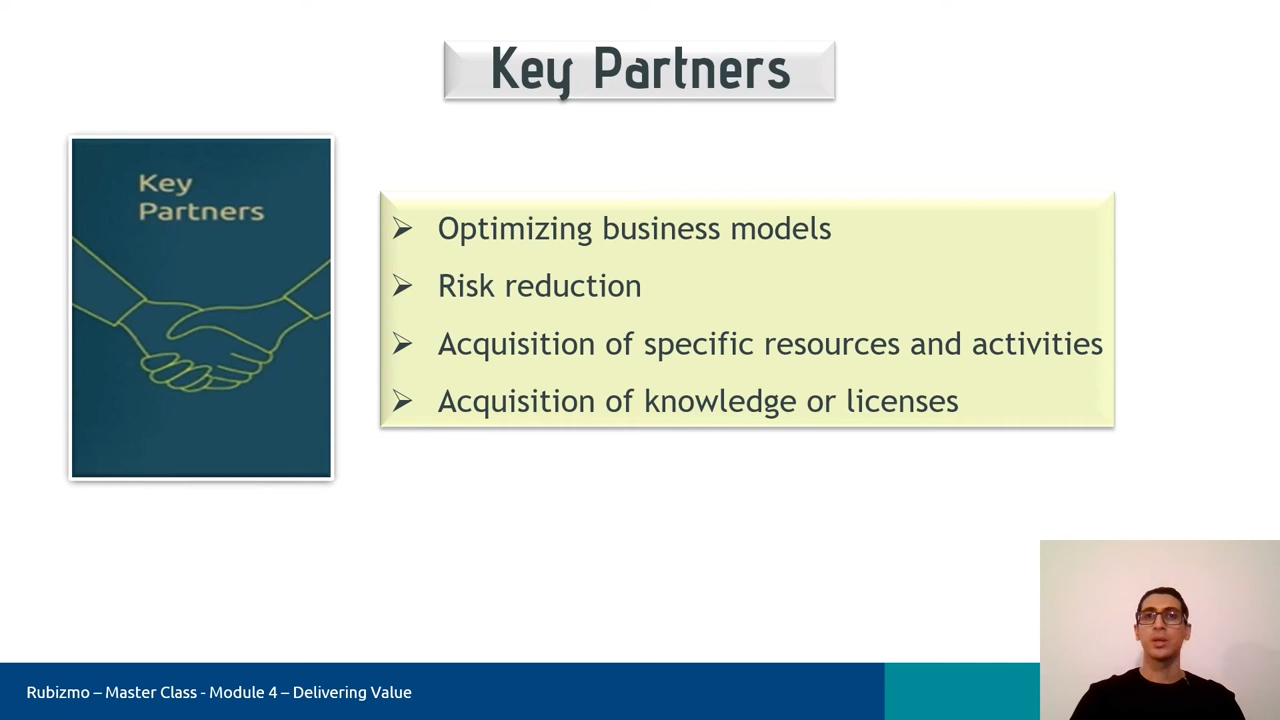 Key Partners
Key
Partners
Optimizing business models
Risk reduction
Acquisition of specific resources and activities
Acquisition of knowledge or licenses
Rubizmo – Master Class - Module 4 – Delivering Value